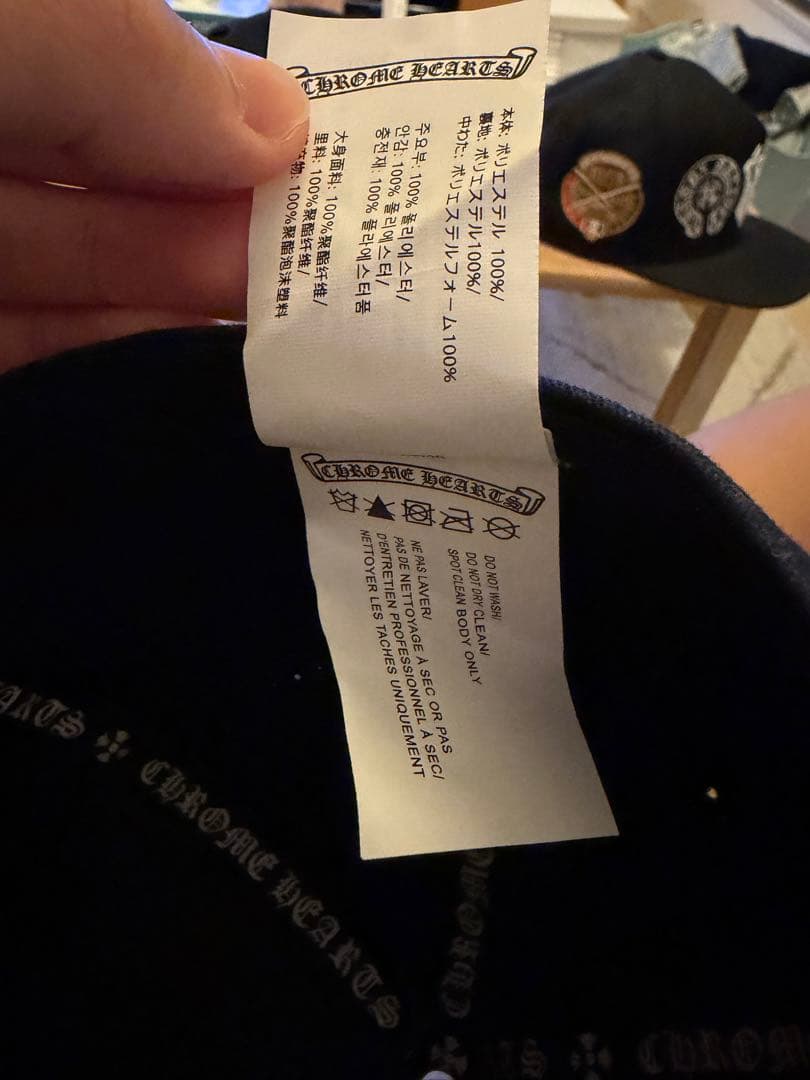 CHROME HEARTS
本体: ポリエステル 100%/
裏地: ポリエステル100%/
中わた: ポリエステルフォーム100%
주요부: 100% 폴리에스터/
안감: 100% 폴리에스터/
충전재: 100% 폴리에스터폼
大身面料: 100%聚酯纤维/
里料: 100%聚酯纤维/
100%聚酯泡沫塑料
CHROME HEARTS
DO NOT WASH/
DO NOT DRY CLEAN/
SPOT CLEAN BODY ONLY
NE PAS LAVER/
PAS DE NETTOYAGE À SEC OR PAS
D'ENTRETIEN PROFESSIONNEL À SEC/
NETTOYER LES TACHES UNIQUEMENT
CHROME HEARTS
CHROME